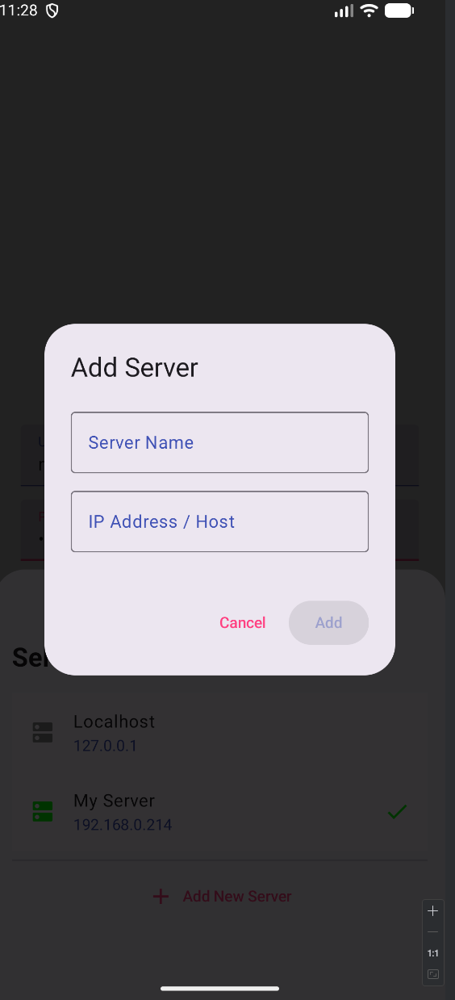 11:28
Add Server
Server Name
IP Address / Host
Cancel
Add
Localhost
127.0.0.1
My Server
192.168.0.214
Add New Server
1:1